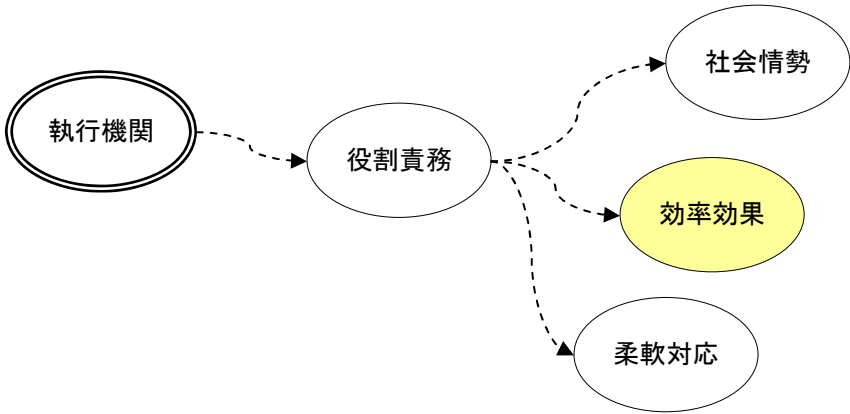 執行機関
役割責務
社会情勢
効率効果
柔軟対応